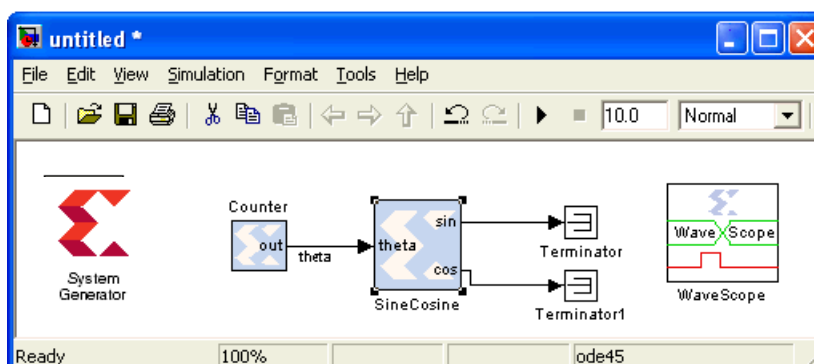 untitled *
File Edit View Simulation Format Tools Help
10.0 Normal
Counter
out
theta
theta
sin
cos
SineCosine
Terminator
Terminator1
System
Generator
Wave Scope
WaveScope
Ready 100% ode45